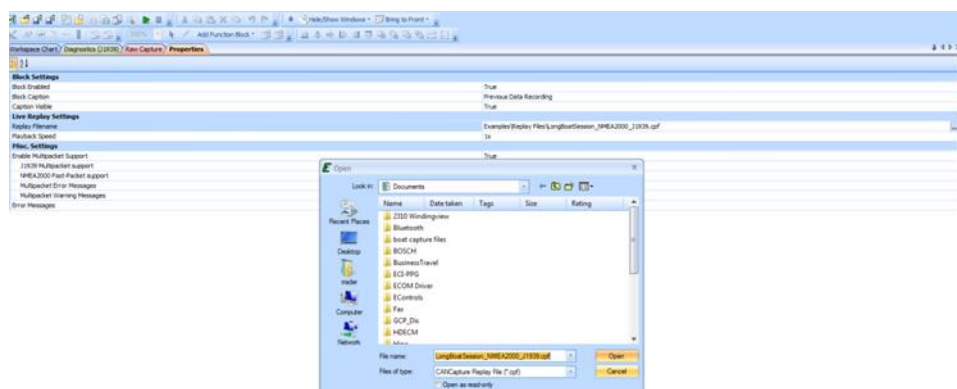 Hide/Show Windows Bring to Front
Add Function Block
Workspace Chart Diagnostics (J1939) Raw Capture Properties
Block Settings
Block Enabled True
Block Caption Previous Data Recording
Caption Visible True
Live Replay Settings
Replay Filename Examples\Replay Files\LongBoatSession_NMEA2000_J1939.cpf
Playback Speed 1x
Misc. Settings
Enable Multipacket Support True
J1939 Multipacket support
NMEA2000 Fast-Packet support
Multipacket Error Messages
Multipacket Warning Messages
Error Messages
Open
Look in: Documents
Name Date taken Tags Size Rating
Recent Places
Desktop
Computer
Network
2310 Windingview
Bluetooth
boat capture files
BOSCH
BusinessTravel
ECI-PPG
ECOM Driver
EControls
Fax
GCP_Dis
HDECM
File name: LongBoatSession_NMEA2000_J1939.cpf Open
Files of type: CANCapture Replay File (*.cpf) Cancel
Open as read-only